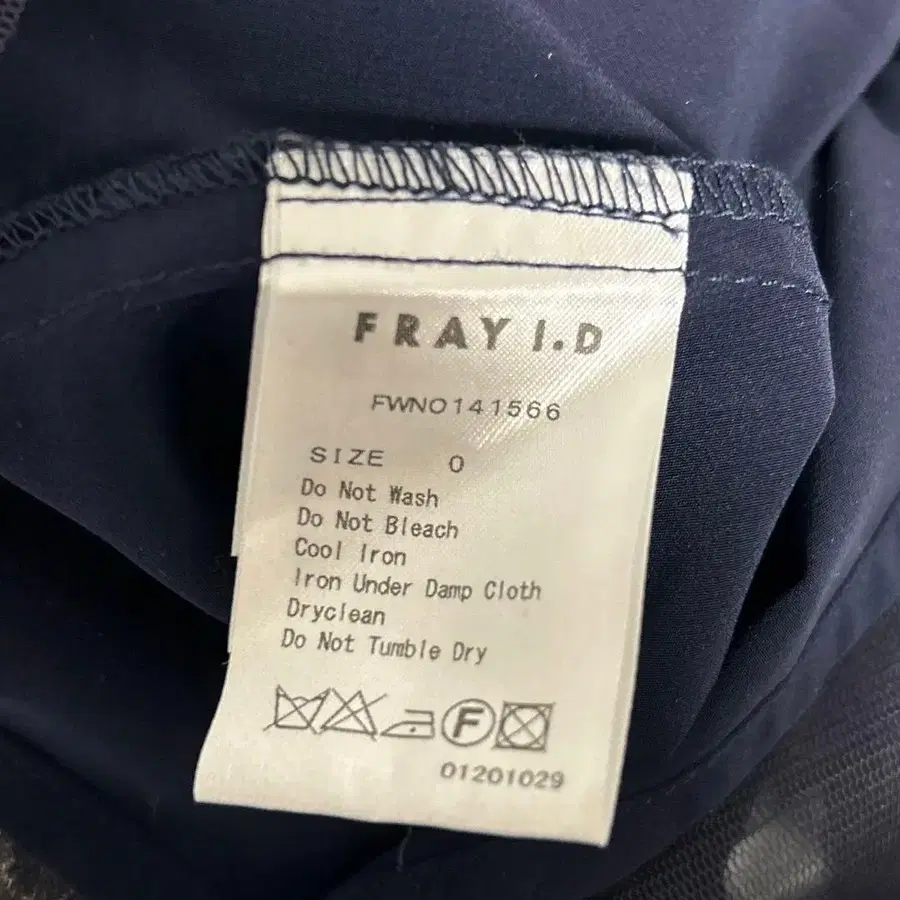 FRAY I.D
FWNO141566
SIZE 0
Do Not Wash
Do Not Bleach
Cool Iron
Iron Under Damp Cloth
Dryclean
Do Not Tumble Dry
F
01201029